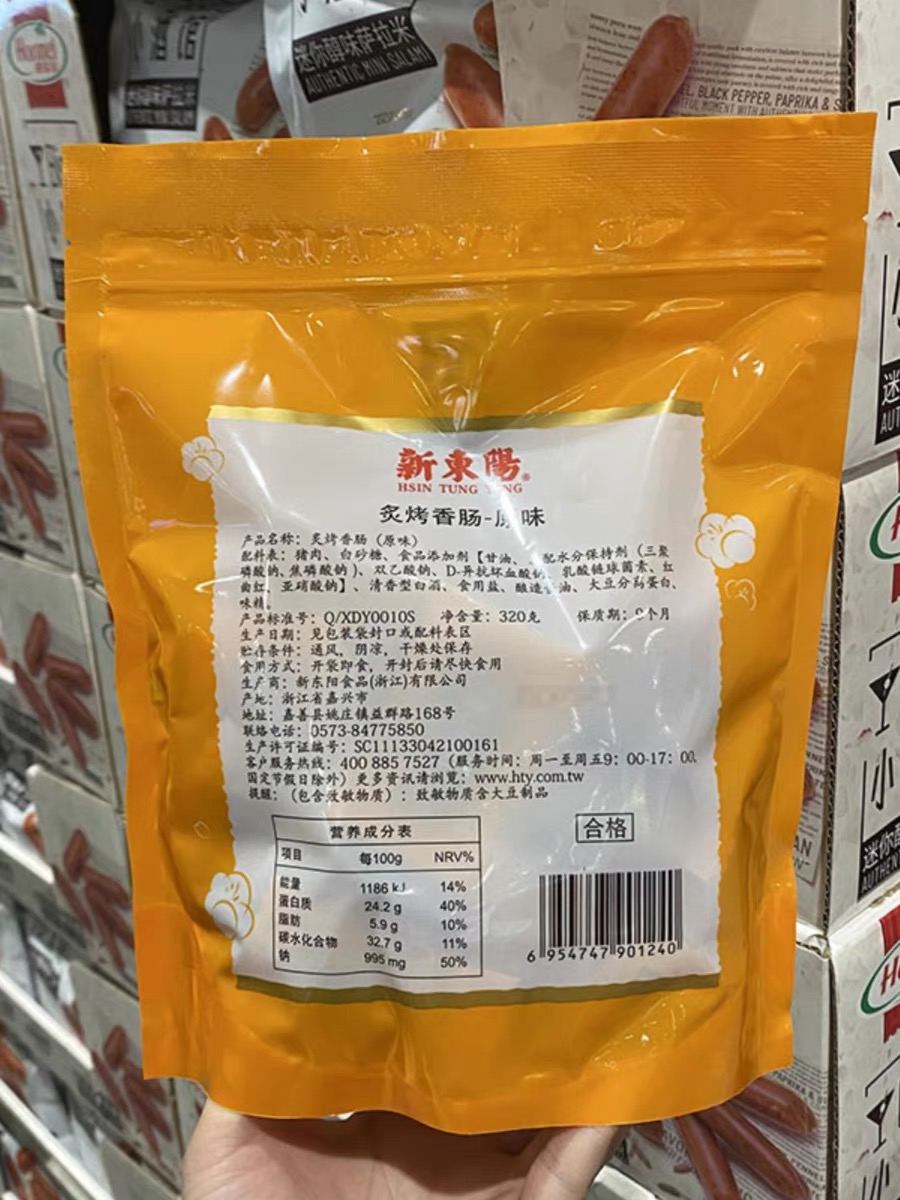 Hormel
迷你醇味萨拉米
AUTHENTIC MINI SALAMI
BLACK PEPPER, PAPRIKA & S
新東陽®
HSIN TUNG YANG
炙烤香肠-原味
产品名称：炙烤香肠（原味）
配料表：猪肉、白砂糖、食品添加剂【甘油、复配水分保持剂（三聚
磷酸钠、焦磷酸钠）、双乙酸钠、D-异抗坏血酸钠、乳酸链球菌素、红
曲红、亚硝酸钠】、清香型白酒、食用盐、酿造酱油、大豆分离蛋白、
味精。
产品标准号：Q/XDY0010S 净含量：320克 保质期：9个月
生产日期：见包装袋封口或配料表区
贮存条件：通风，阴凉，干燥处保存
食用方式：开袋即食，开封后请尽快食用
生产商：新东阳食品(浙江)有限公司
产地：浙江省嘉兴市
地址：嘉善县姚庄镇益群路168号
联络电话：0573-84775850
生产许可证编号：SC11133042100161
客户服务热线：400 885 7527（服务时间：周一至周五9：00-17：00，
国定节假日除外）更多资讯请浏览：www.hty.com.tw
提醒：（包含致敏物质）：致敏物质含大豆制品
营养成分表
项目 每100g NRV%
能量 1186 kJ 14%
蛋白质 24.2 g 40%
脂肪 5.9 g 10%
碳水化合物 32.7 g 11%
钠 995 mg 50%
合格
6 954747 901240